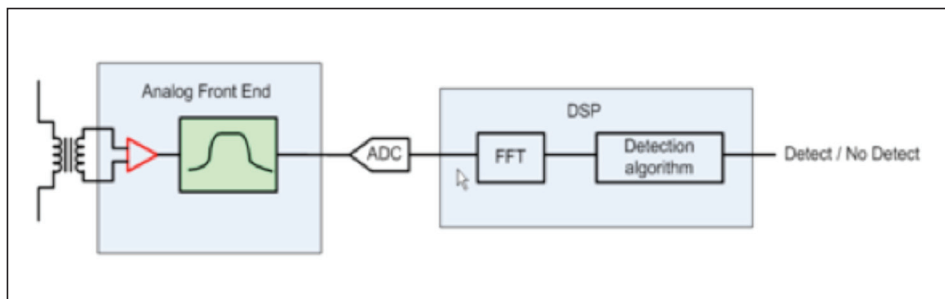 Analog Front End
ADC
DSP
FFT
Detection
algorithm
Detect / No Detect